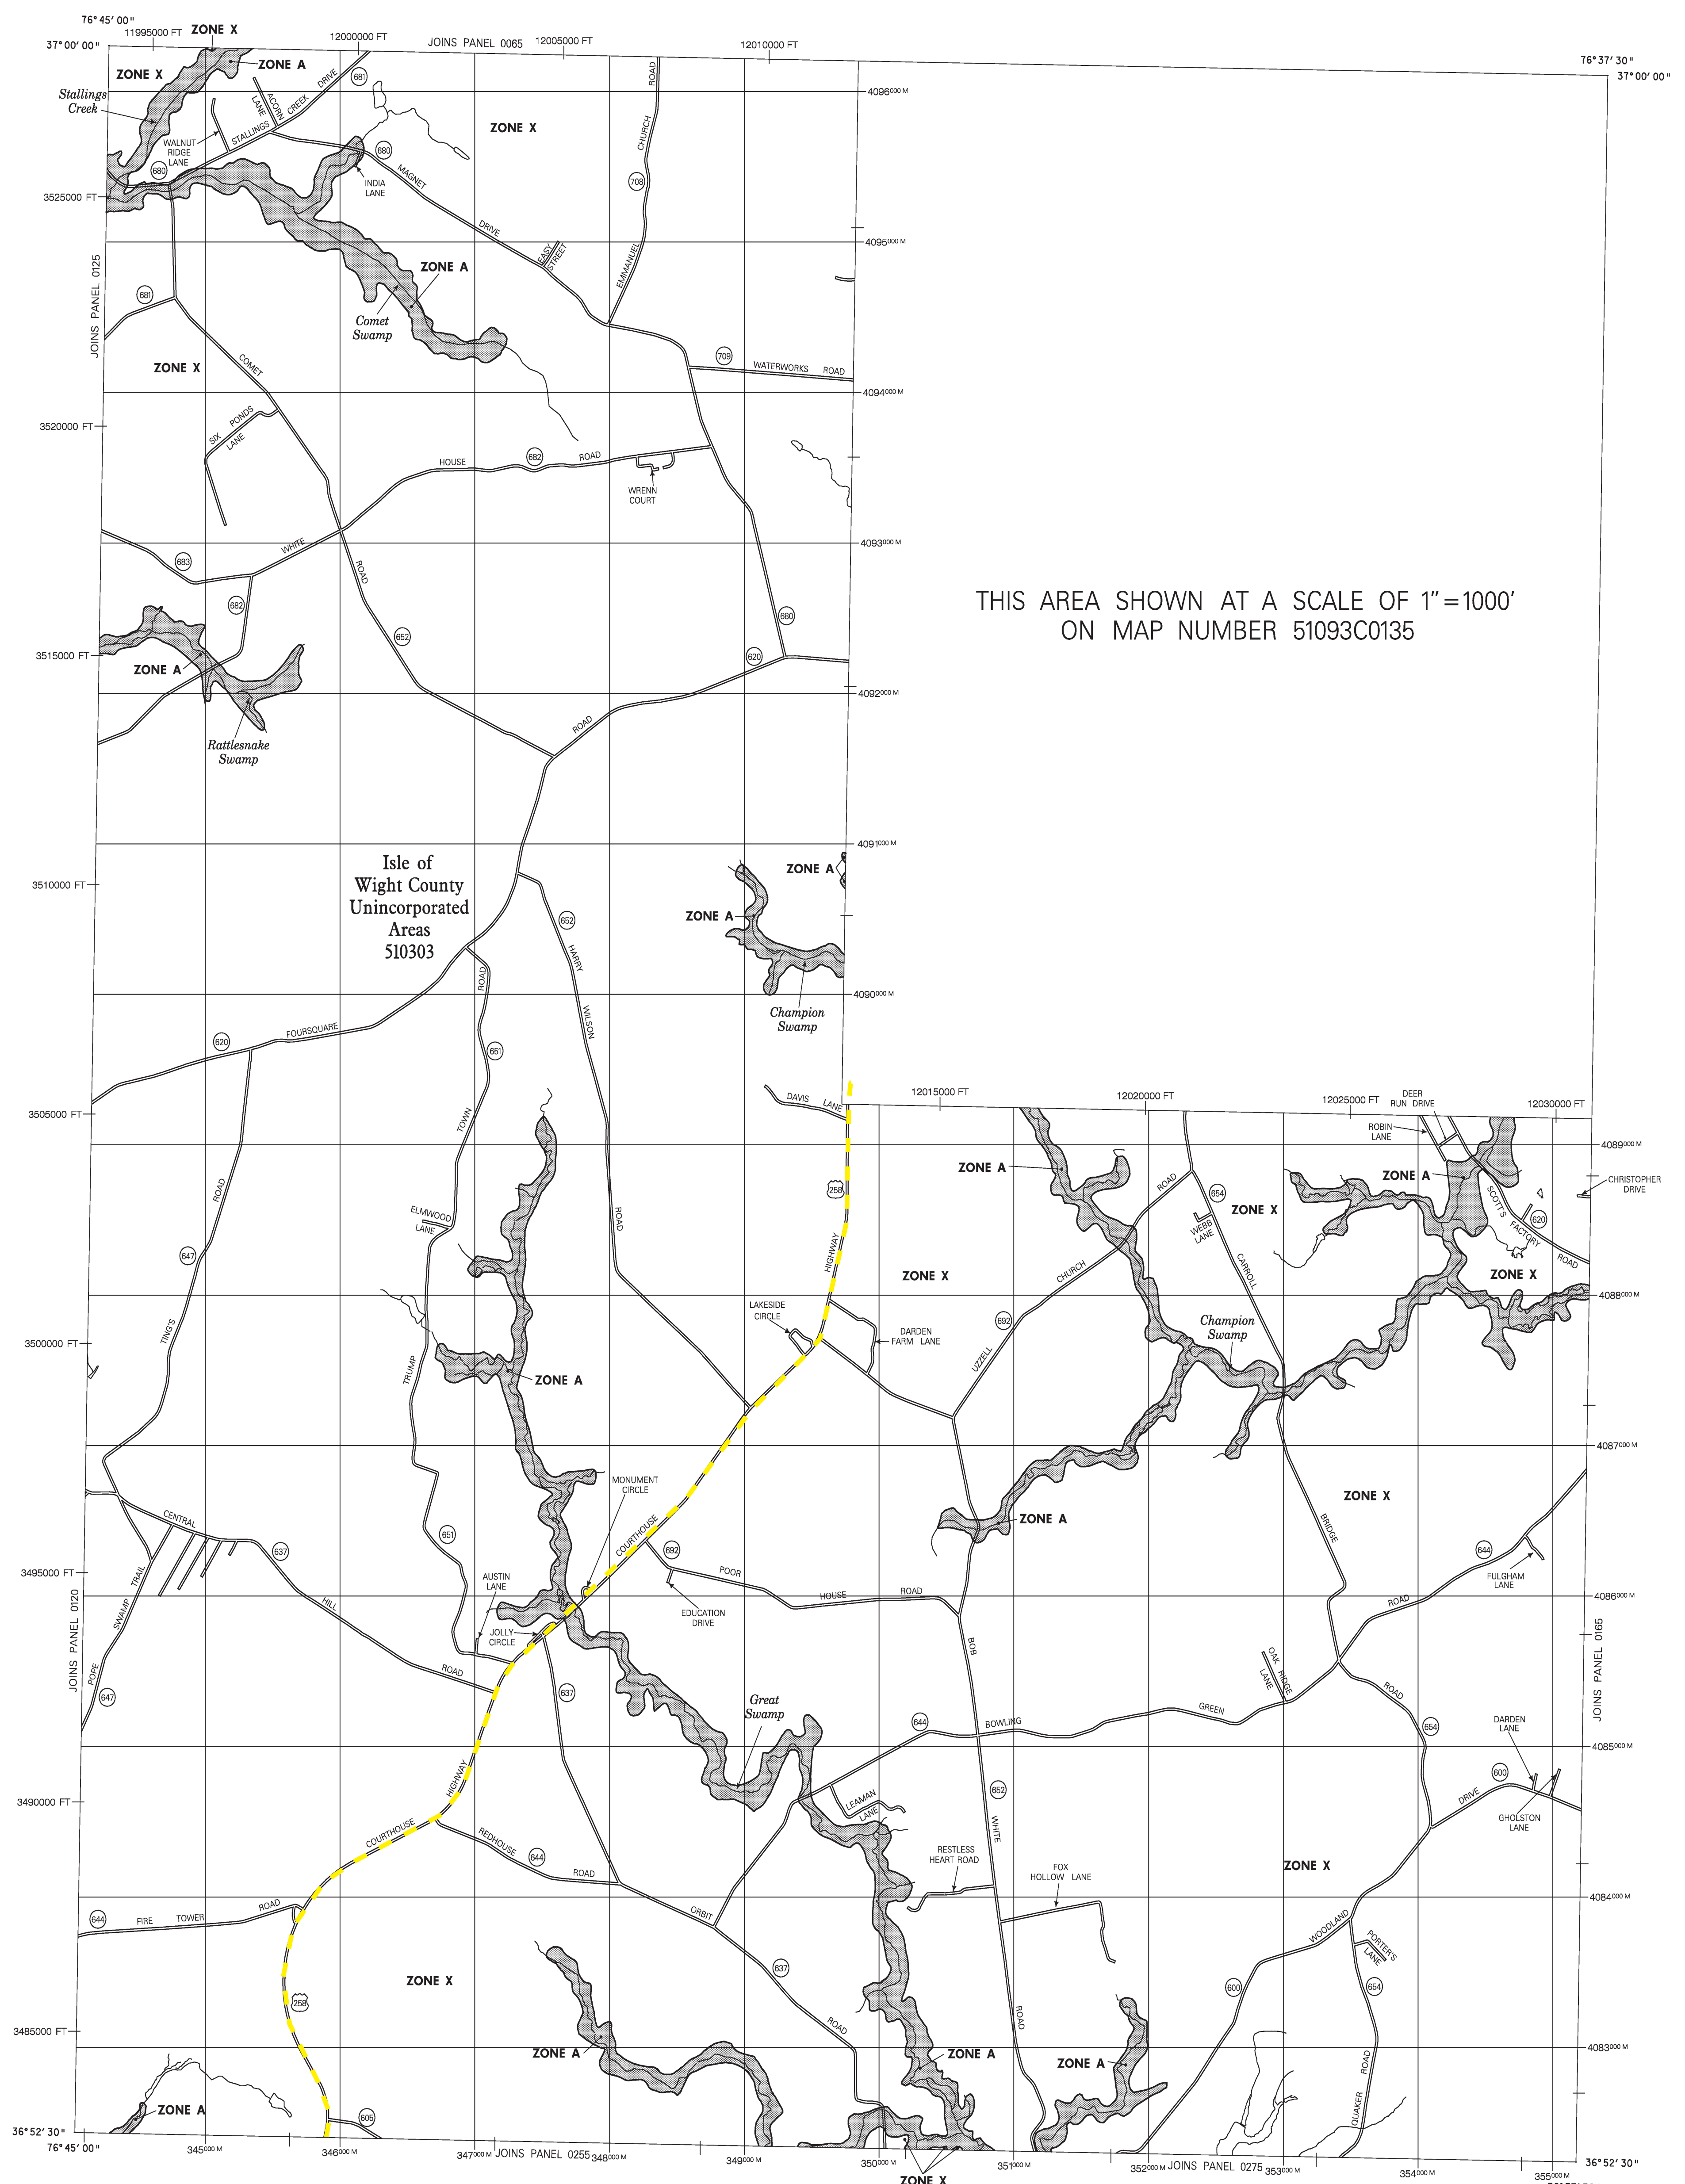 76° 45' 00"
37° 00' 00"
11995000 FT
ZONE X
12000000 FT
JOINS PANEL 0065
12005000 FT
12010000 FT
76° 37' 30"
37° 00' 00"
ZONE X
ZONE A
681
ROAD
4096000 M
Stallings
Creek
ACORN
LANE
CREEK
DRIVE
STALLINGS
WALNUT
RIDGE
LANE
ZONE X
CHURCH
680
680
MAGNET
INDIA
LANE
708
3525000 FT
DRIVE
EASY
STREET
EMMANUEL
4095000 M
JOINS PANEL 0125
ZONE A
681
Comet
Swamp
709
WATERWORKS ROAD
ZONE X
COMET
4094000 M
SIX PONDS
LANE
3520000 FT
HOUSE
682
ROAD
WRENN
COURT
4093000 M
WHITE
683
ROAD
682
THIS AREA SHOWN AT A SCALE OF 1"=1000'
ON MAP NUMBER 51093C0135
680
652
3515000 FT
620
ZONE A
4092000 M
ROAD
Rattlesnake
Swamp
4091000 M
Isle of
Wight County
Unincorporated
Areas
510303
ZONE A
3510000 FT
652
ZONE A
HARRY
ROAD
4090000 M
WILSON
Champion
Swamp
620
FOURSQUARE
651
DAVIS LANE
12015000 FT
12020000 FT
12025000 FT
12030000 FT
DEER
RUN DRIVE
3505000 FT
TOWN
ROBIN
LANE
4089000 M
ZONE A
ZONE A
CHRISTOPHER
DRIVE
ROAD
258
ROAD
654
SCOTT'S
FACTORY
ROAD
620
ELMWOOD
LANE
ROAD
WEBB
LANE
ZONE X
647
HIGHWAY
ZONE X
CHURCH
CARROLL
ZONE X
4088000 M
LAKESIDE
CIRCLE
692
Champion
Swamp
TING'S
DARDEN
FARM LANE
3500000 FT
UZZELL
TRUMP
ZONE A
4087000 M
MONUMENT
CIRCLE
ZONE X
CENTRAL
COURTHOUSE
ZONE A
BRIDGE
651
637
692
644
3495000 FT
POOR
HOUSE
ROAD
FULGHAM
LANE
AUSTIN
LANE
TRAIL
SWAMP
HILL
EDUCATION
DRIVE
ROAD
4086000 M
JOINS PANEL 0120
JOLLY
CIRCLE
BOB
JOINS PANEL 0165
POPE
ROAD
OAK RIDGE
LANE
647
637
ROAD
Great
Swamp
644
BOWLING
GREEN
654
DARDEN
LANE
4085000 M
HIGHWAY
600
3490000 FT
652
DRIVE
LEAMAN
LANE
GHOLSTON
LANE
COURTHOUSE
WHITE
REDHOUSE
644
ROAD
RESTLESS
HEART ROAD
FOX
HOLLOW LANE
ZONE X
4084000 M
644
FIRE TOWER
ROAD
ORBIT
WOODLAND
PORTER'S
LANE
637
ZONE X
600
654
258
ROAD
ROAD
3485000 FT
ZONE A
ZONE A
ZONE A
4083000 M
ROAD
ZONE A
605
QUAKER
36° 52' 30"
76° 45' 00"
345000 M
346000 M
347000 M
JOINS PANEL 0255
348000 M
349000 M
350000 M
ZONE X
351000 M
352000 M
JOINS PANEL 0275
353000 M
354000 M
355000 M
36° 52' 30"